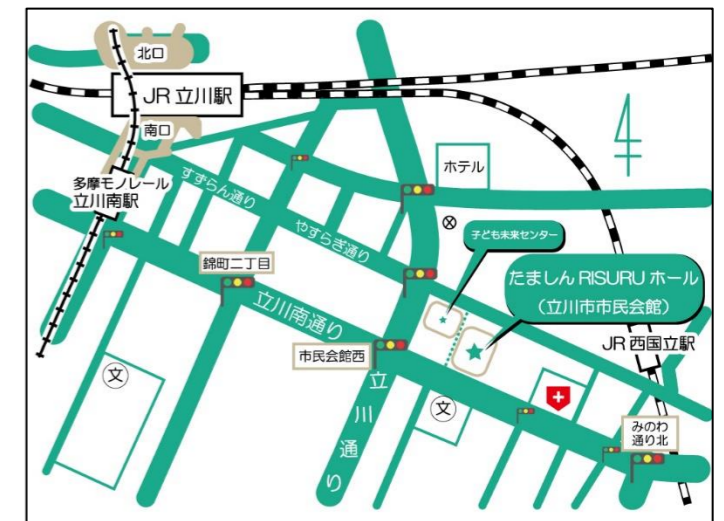 北口
JR 立川駅
南口
多摩モノレール
立川南駅
すずらん通り
やすらぎ通り
ホテル
子ども未来センター
たましん RISURU ホール
(立川市市民会館)
錦町二丁目
立川南通り
市民会館西
立川通り
JR 西国立駅
文
文
みのわ
通り北